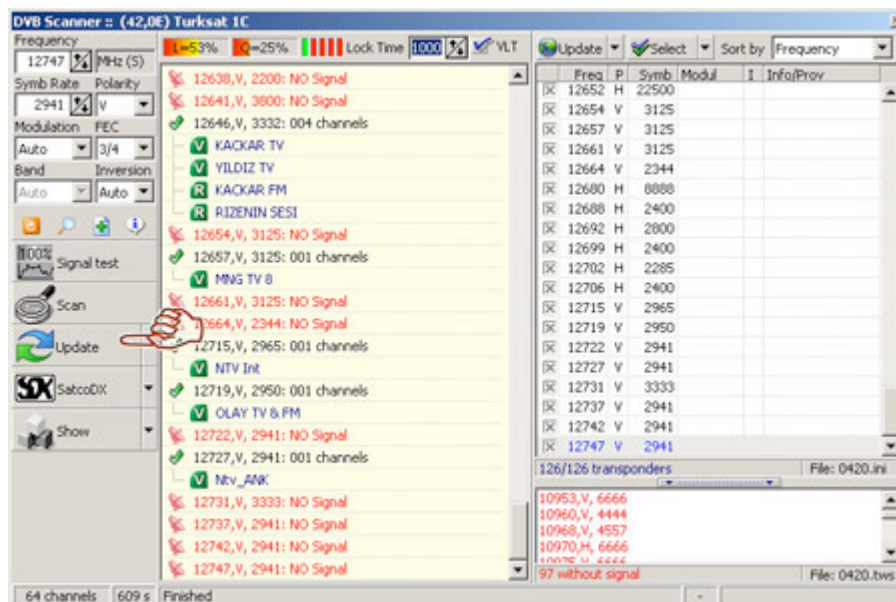 DVB Scanner :: (42,0E) Turksat 1C
Frequency
12747 MHz (S)
Symb Rate Polarity
2941 V
Modulation FEC
Auto 3/4
Band Inversion
Auto Auto
100%
Signal test
Scan
Update
SDX SatcoDX
Show
L=53% Q=25% Lock Time 1000 VLT
12638,V, 2200: NO Signal
12641,V, 3800: NO Signal
12646,V, 3332: 004 channels
V KACKAR TV
V YILDIZ TV
R KACKAR FM
R RIZENIN SESI
12654,V, 3125: NO Signal
12657,V, 3125: 001 channels
V MNG TV 8
12661,V, 3125: NO Signal
12664,V, 2344: NO Signal
12715,V, 2965: 001 channels
V NTV Int
12719,V, 2950: 001 channels
V OLAY TV & FM
12722,V, 2941: NO Signal
12727,V, 2941: 001 channels
V Ntv_ANK
12731,V, 3333: NO Signal
12737,V, 2941: NO Signal
12742,V, 2941: NO Signal
12747,V, 2941: NO Signal
Update Select Sort by Frequency
Freq P Symb Modul I Info/Prov
12652 H 22500
12654 V 3125
12657 V 3125
12661 V 3125
12664 V 2344
12680 H 8888
12688 H 2400
12692 H 2800
12699 H 2400
12702 H 2285
12706 H 2400
12715 V 2965
12719 V 2950
12722 V 2941
12727 V 2941
12731 V 3333
12737 V 2941
12742 V 2941
12747 V 2941
126/126 transponders File: 0420.ini
10953,V, 6666
10960,V, 4444
10968,V, 4557
10970,H, 6666
10975,V, 6666
97 without signal File: 0420.tws
64 channels 609 s Finished -